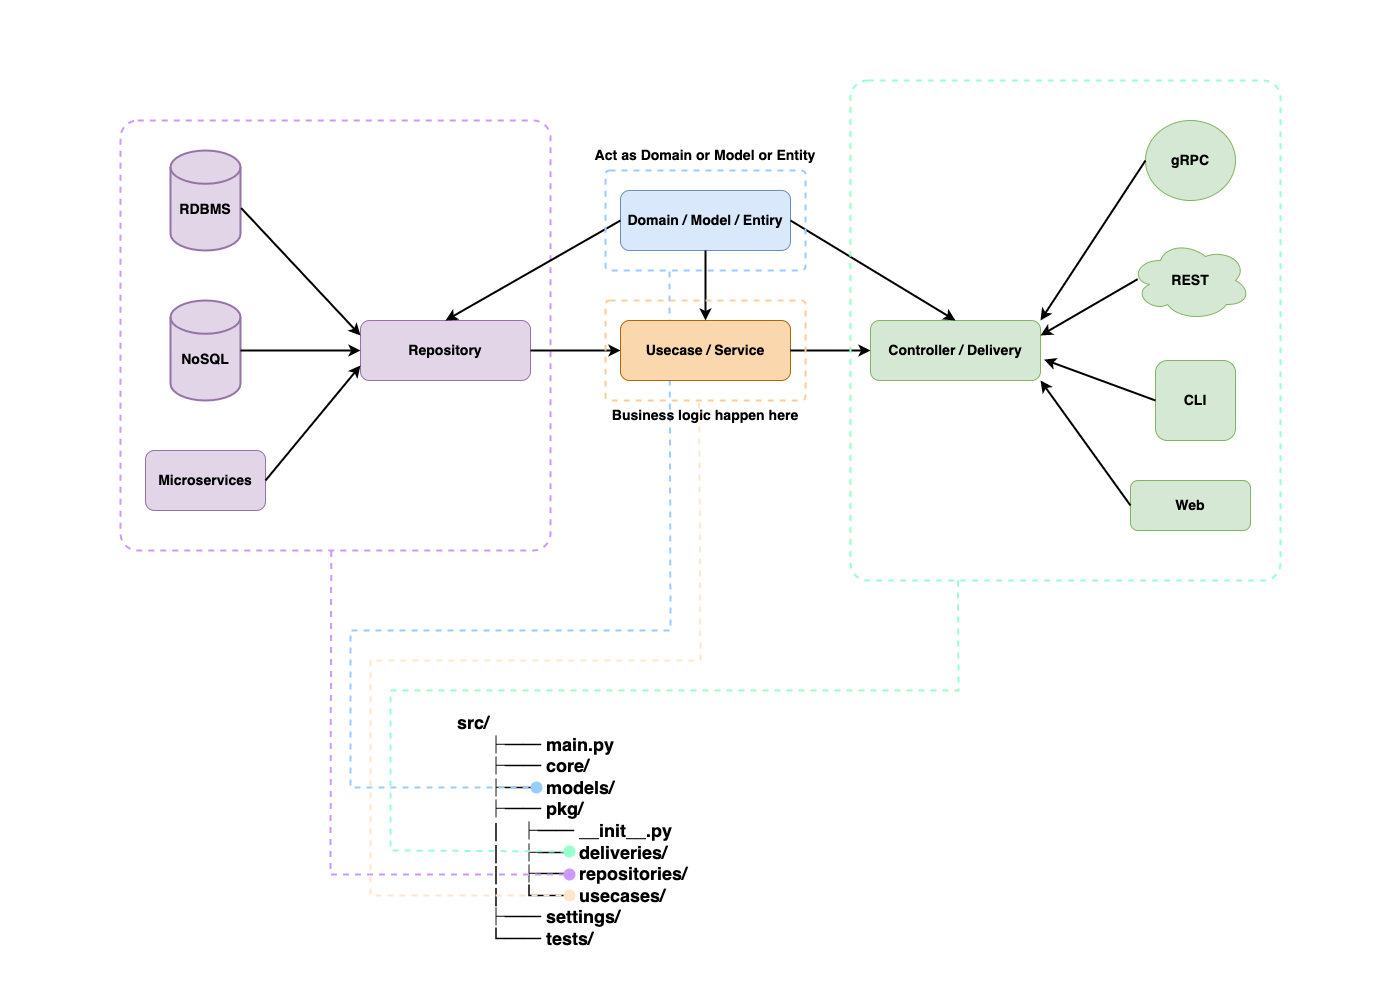 Act as Domain or Model or Entity
Domain / Model / Entiry
RDBMS
NoSQL
Microservices
Repository
Usecase / Service
Business logic happen here
Controller / Delivery
gRPC
REST
CLI
Web
src/
main.py
core/
models/
pkg/
__init__.py
deliveries/
repositories/
usecases/
settings/
tests/